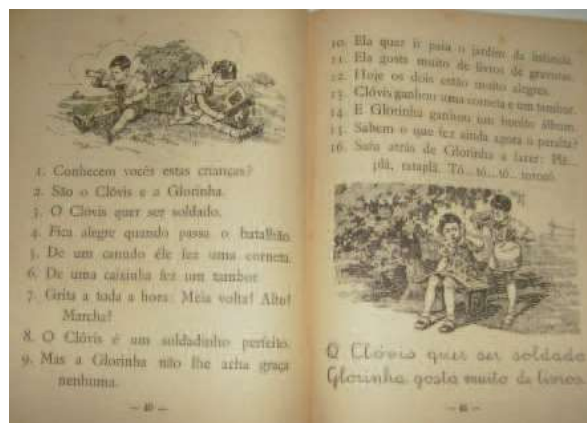 1. Conhecem vocês estas crianças?
2. São o Clóvis e a Glorinha.
3. O Clóvis quer ser soldado.
4. Fica alegre quando passa o batalhão.
5. De um canudo êle fez uma corneta.
6. De uma caixinha fez um tambor.
7. Grita a toda a hora: Meia volta! Alto!
Marcha!
8. O Clóvis é um soldadinho perfeito.
9. Mas a Glorinha não lhe acha graça
nenhuma.
— 40 —
10. Ela quer ir para o jardim da infância.
11. Ela gosta muito de livros de gravuras.
12. Hoje os dois estão muito alegres.
13. Clóvis ganhou uma corneta e um tambor.
14. E Glorinha ganhou um bonito álbum.
15. Sabem o que fez ainda agora o peralta?
16. Saiu atrás de Glorinha a fazer: Plã...
plã, rataplã. Tó... tó... tó... tororó.
O Clóvis quer ser soldado
Glorinha gosta muito de livros.